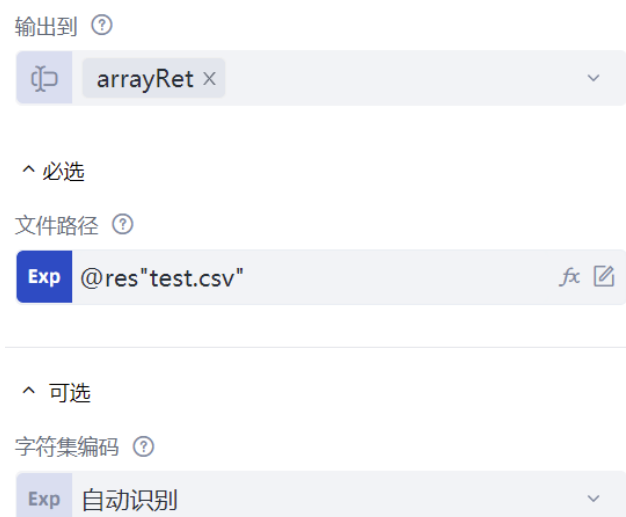 输出到
arrayRet ×
必选
文件路径
Exp @res"test.csv" fx
可选
字符集编码
Exp 自动识别